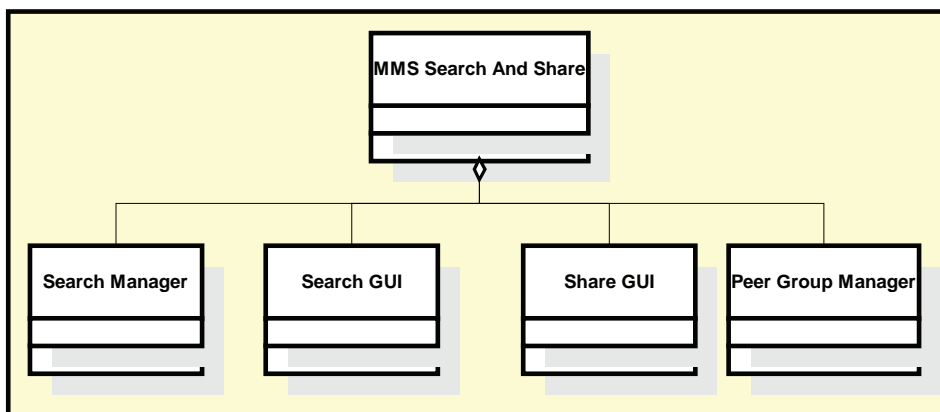 MMS Search And Share
Search Manager
Search GUI
Share GUI
Peer Group Manager